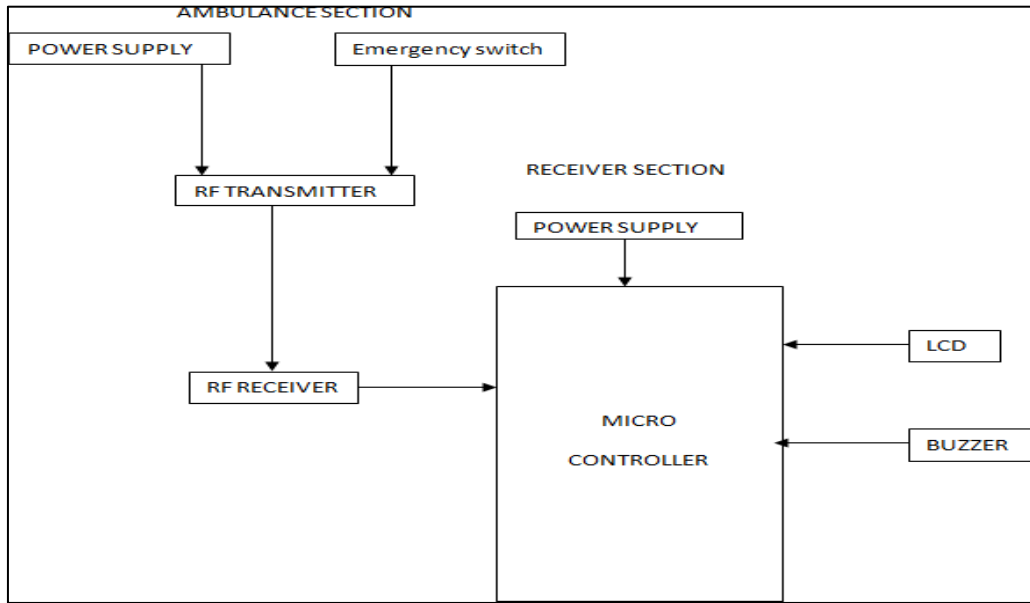 AMBULANCE SECTION
POWER SUPPLY
Emergency switch
RF TRANSMITTER
RECEIVER SECTION
POWER SUPPLY
RF RECEIVER
MICRO
CONTROLLER
LCD
BUZZER